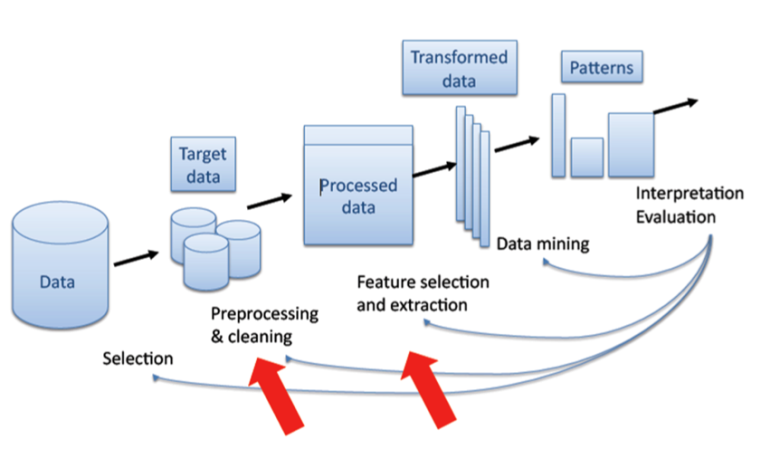 Transformed
data
Patterns
Target
data
Processed
data
Interpretation
Evaluation
Data mining
Data
Feature selection
and extraction
Preprocessing
& cleaning
Selection